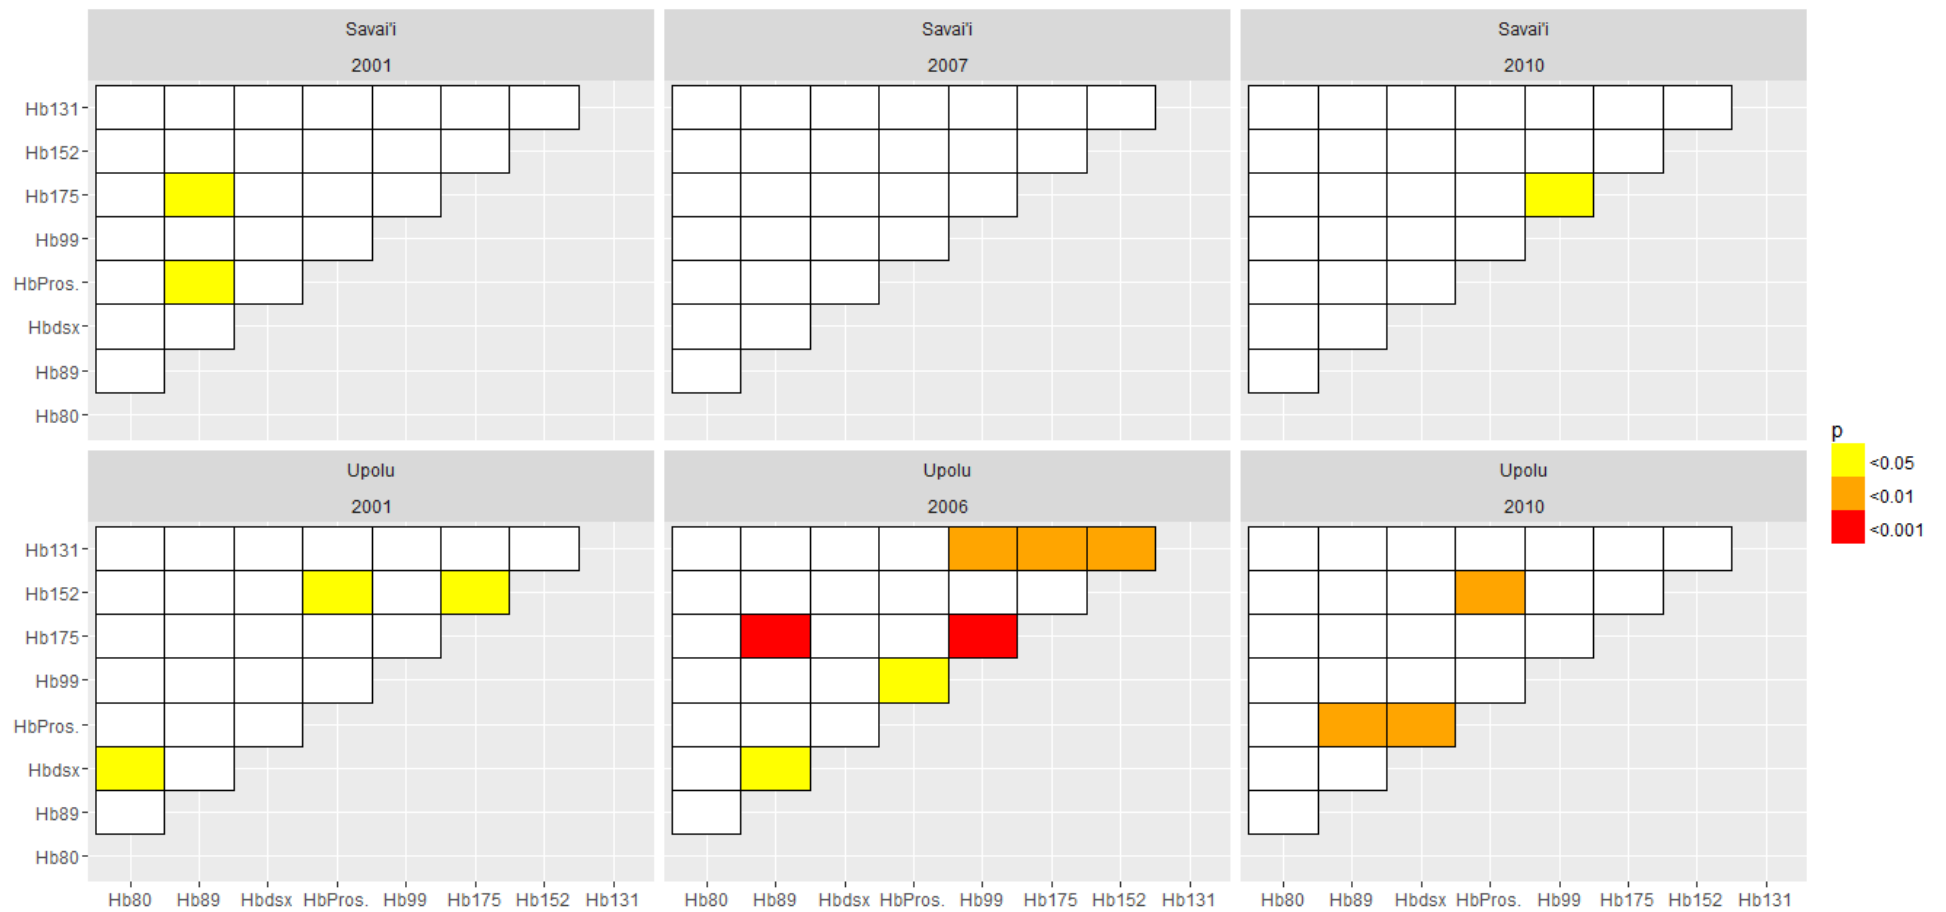 Savai'i
2001
Savai'i
2007
Savai'i
2010
Hb131
Hb152
Hb175
Hb99
HbPros.
Hbdsx
Hb89
Hb80
Upolu
2001
Upolu
2006
Upolu
2010
Hb131
Hb152
Hb175
Hb99
HbPros.
Hbdsx
Hb89
Hb80
Hb80 Hb89 Hbdsx HbPros. Hb99 Hb175 Hb152 Hb131
Hb80 Hb89 Hbdsx HbPros. Hb99 Hb175 Hb152 Hb131
Hb80 Hb89 Hbdsx HbPros. Hb99 Hb175 Hb152 Hb131
p
<0.05
<0.01
<0.001